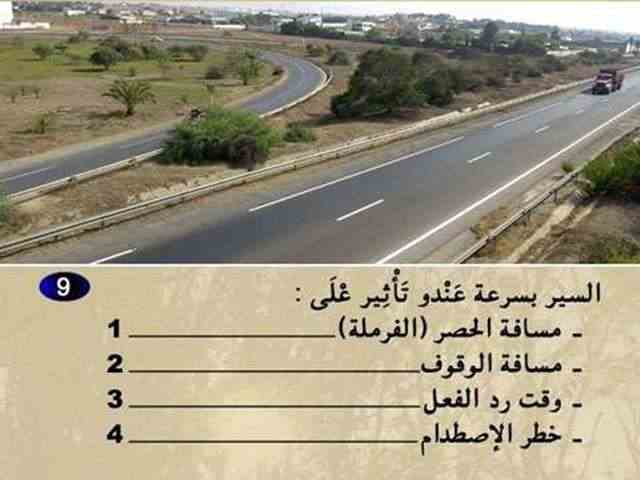 9
السير بسرعة عَنْدو تَأْثِير عْلَى :
ـ مسافة الحصر (الفرملة) 1
ـ مسافة الوقوف 2
ـ وقت رد الفعل 3
ـ خطر الإصطدام 4